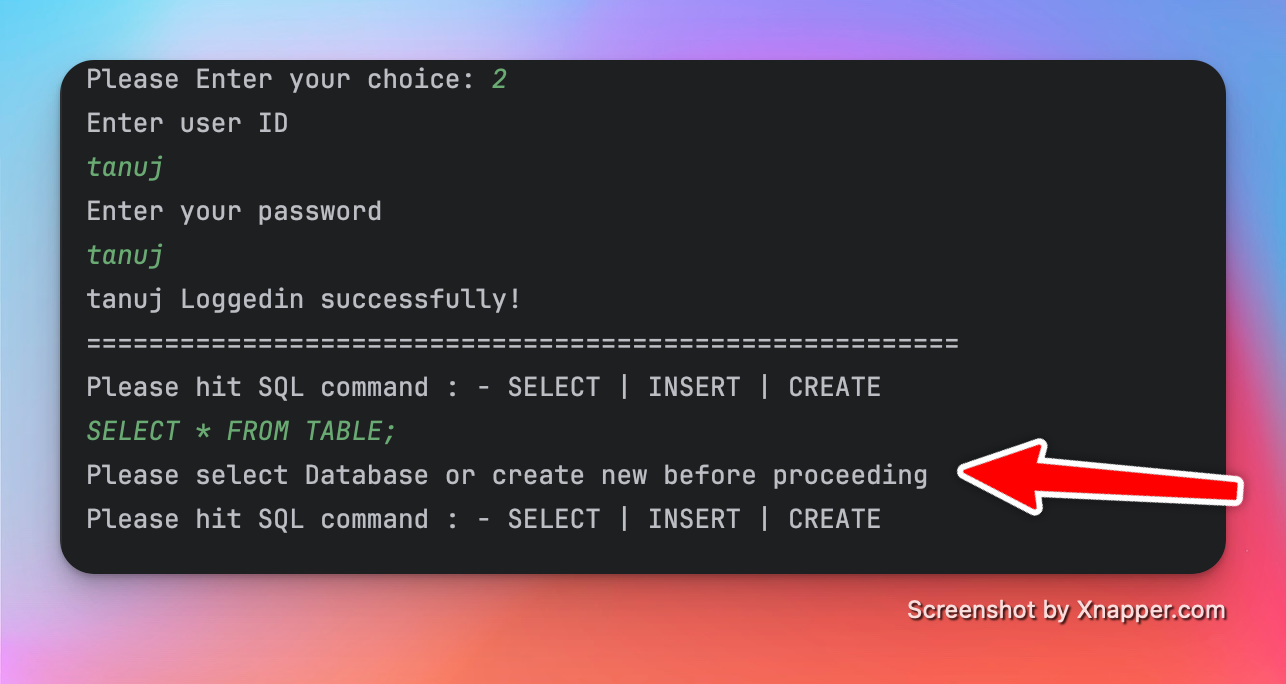 Please Enter your choice: 2
Enter user ID
tanuj
Enter your password
tanuj
tanuj Loggedin successfully!
========================================================
Please hit SQL command : - SELECT | INSERT | CREATE
SELECT * FROM TABLE;
Please select Database or create new before proceeding
Please hit SQL command : - SELECT | INSERT | CREATE
Screenshot by Xnapper.com